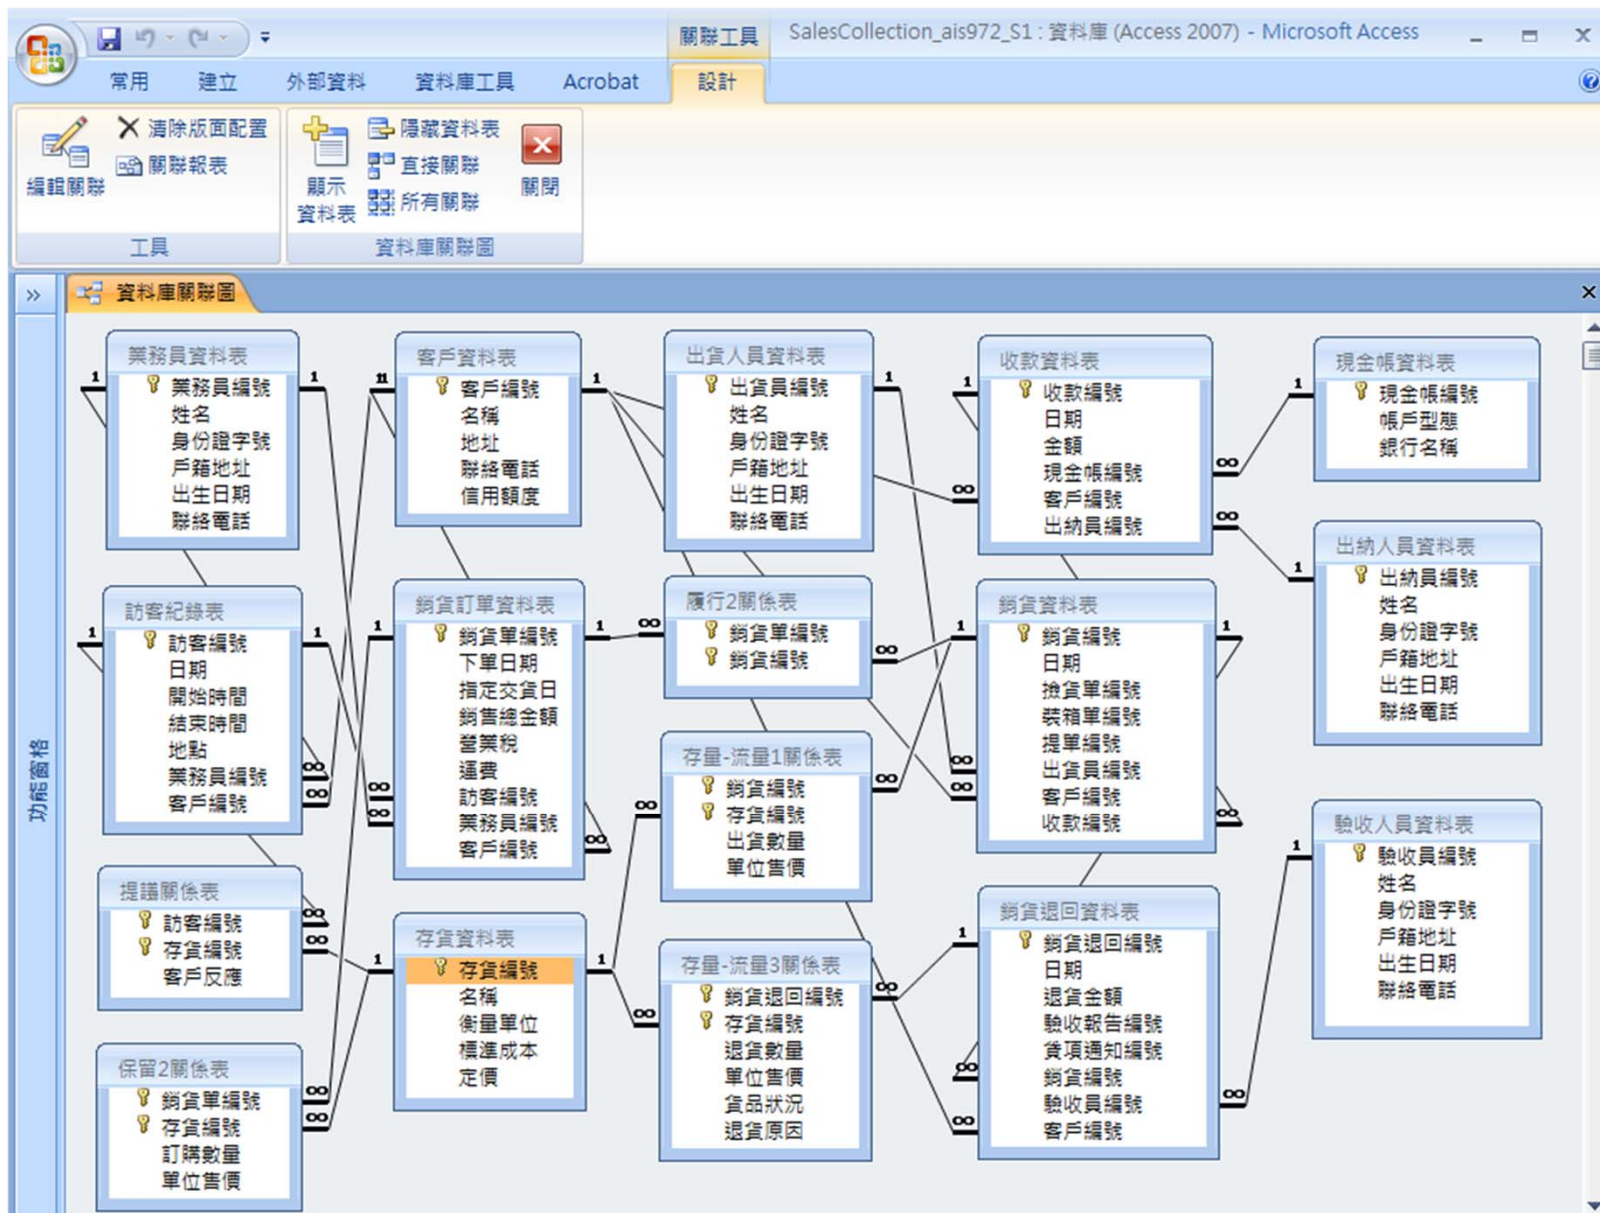 SalesCollection_ais972_S1 : 資料庫 (Access 2007) - Microsoft Access
關聯工具
常用 建立 外部資料 資料庫工具 Acrobat 設計
編輯關聯
清除版面配置
關聯報表
工具
顯示
資料表
隱藏資料表
直接關聯
所有關聯
關閉
資料庫關聯圖
功能窗格
資料庫關聯圖
業務員資料表
業務員編號
姓名
身份證字號
戶籍地址
出生日期
聯絡電話
客戶資料表
客戶編號
名稱
地址
聯絡電話
信用額度
出貨人員資料表
出貨員編號
姓名
身份證字號
戶籍地址
出生日期
聯絡電話
收款資料表
收款編號
日期
金額
現金帳編號
客戶編號
出納員編號
現金帳資料表
現金帳編號
帳戶型態
銀行名稱
訪客紀錄表
訪客編號
日期
開始時間
結束時間
地點
業務員編號
客戶編號
銷貨訂單資料表
銷貨單編號
下單日期
指定交貨日
銷售總金額
營業稅
運費
訪客編號
業務員編號
客戶編號
履行2關係表
銷貨單編號
銷貨編號
銷貨資料表
銷貨編號
日期
撿貨單編號
裝箱單編號
提單編號
出貨員編號
客戶編號
收款編號
出納人員資料表
出納員編號
姓名
身份證字號
戶籍地址
出生日期
聯絡電話
存量-流量1關係表
銷貨編號
存貨編號
出貨數量
單位售價
提議關係表
訪客編號
存貨編號
客戶反應
存貨資料表
存貨編號
名稱
衡量單位
標準成本
定價
存量-流量3關係表
銷貨退回編號
存貨編號
退貨數量
單位售價
貨品狀況
退貨原因
銷貨退回資料表
銷貨退回編號
日期
退貨金額
驗收報告編號
貸項通知編號
銷貨編號
驗收員編號
客戶編號
驗收人員資料表
驗收員編號
姓名
身份證字號
戶籍地址
出生日期
聯絡電話
保留2關係表
銷貨單編號
存貨編號
訂購數量
單位售價